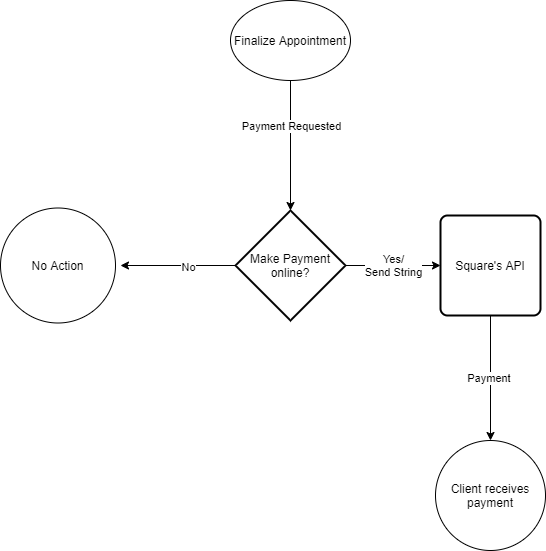 Finalize Appointment
Payment Requested
No Action
No
Make Payment
online?
Yes/
Send String
Square's API
Payment
Client receives
payment